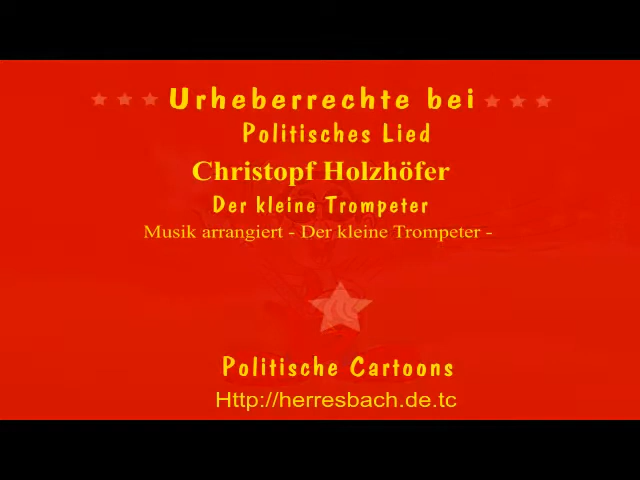 Urheberrechte bei
Politisches Lied
Christopf Holzhöfer
Der kleine Trompeter
Musik arrangiert - Der kleine Trompeter -
Politische Cartoons
Http://herresbach.de.tc